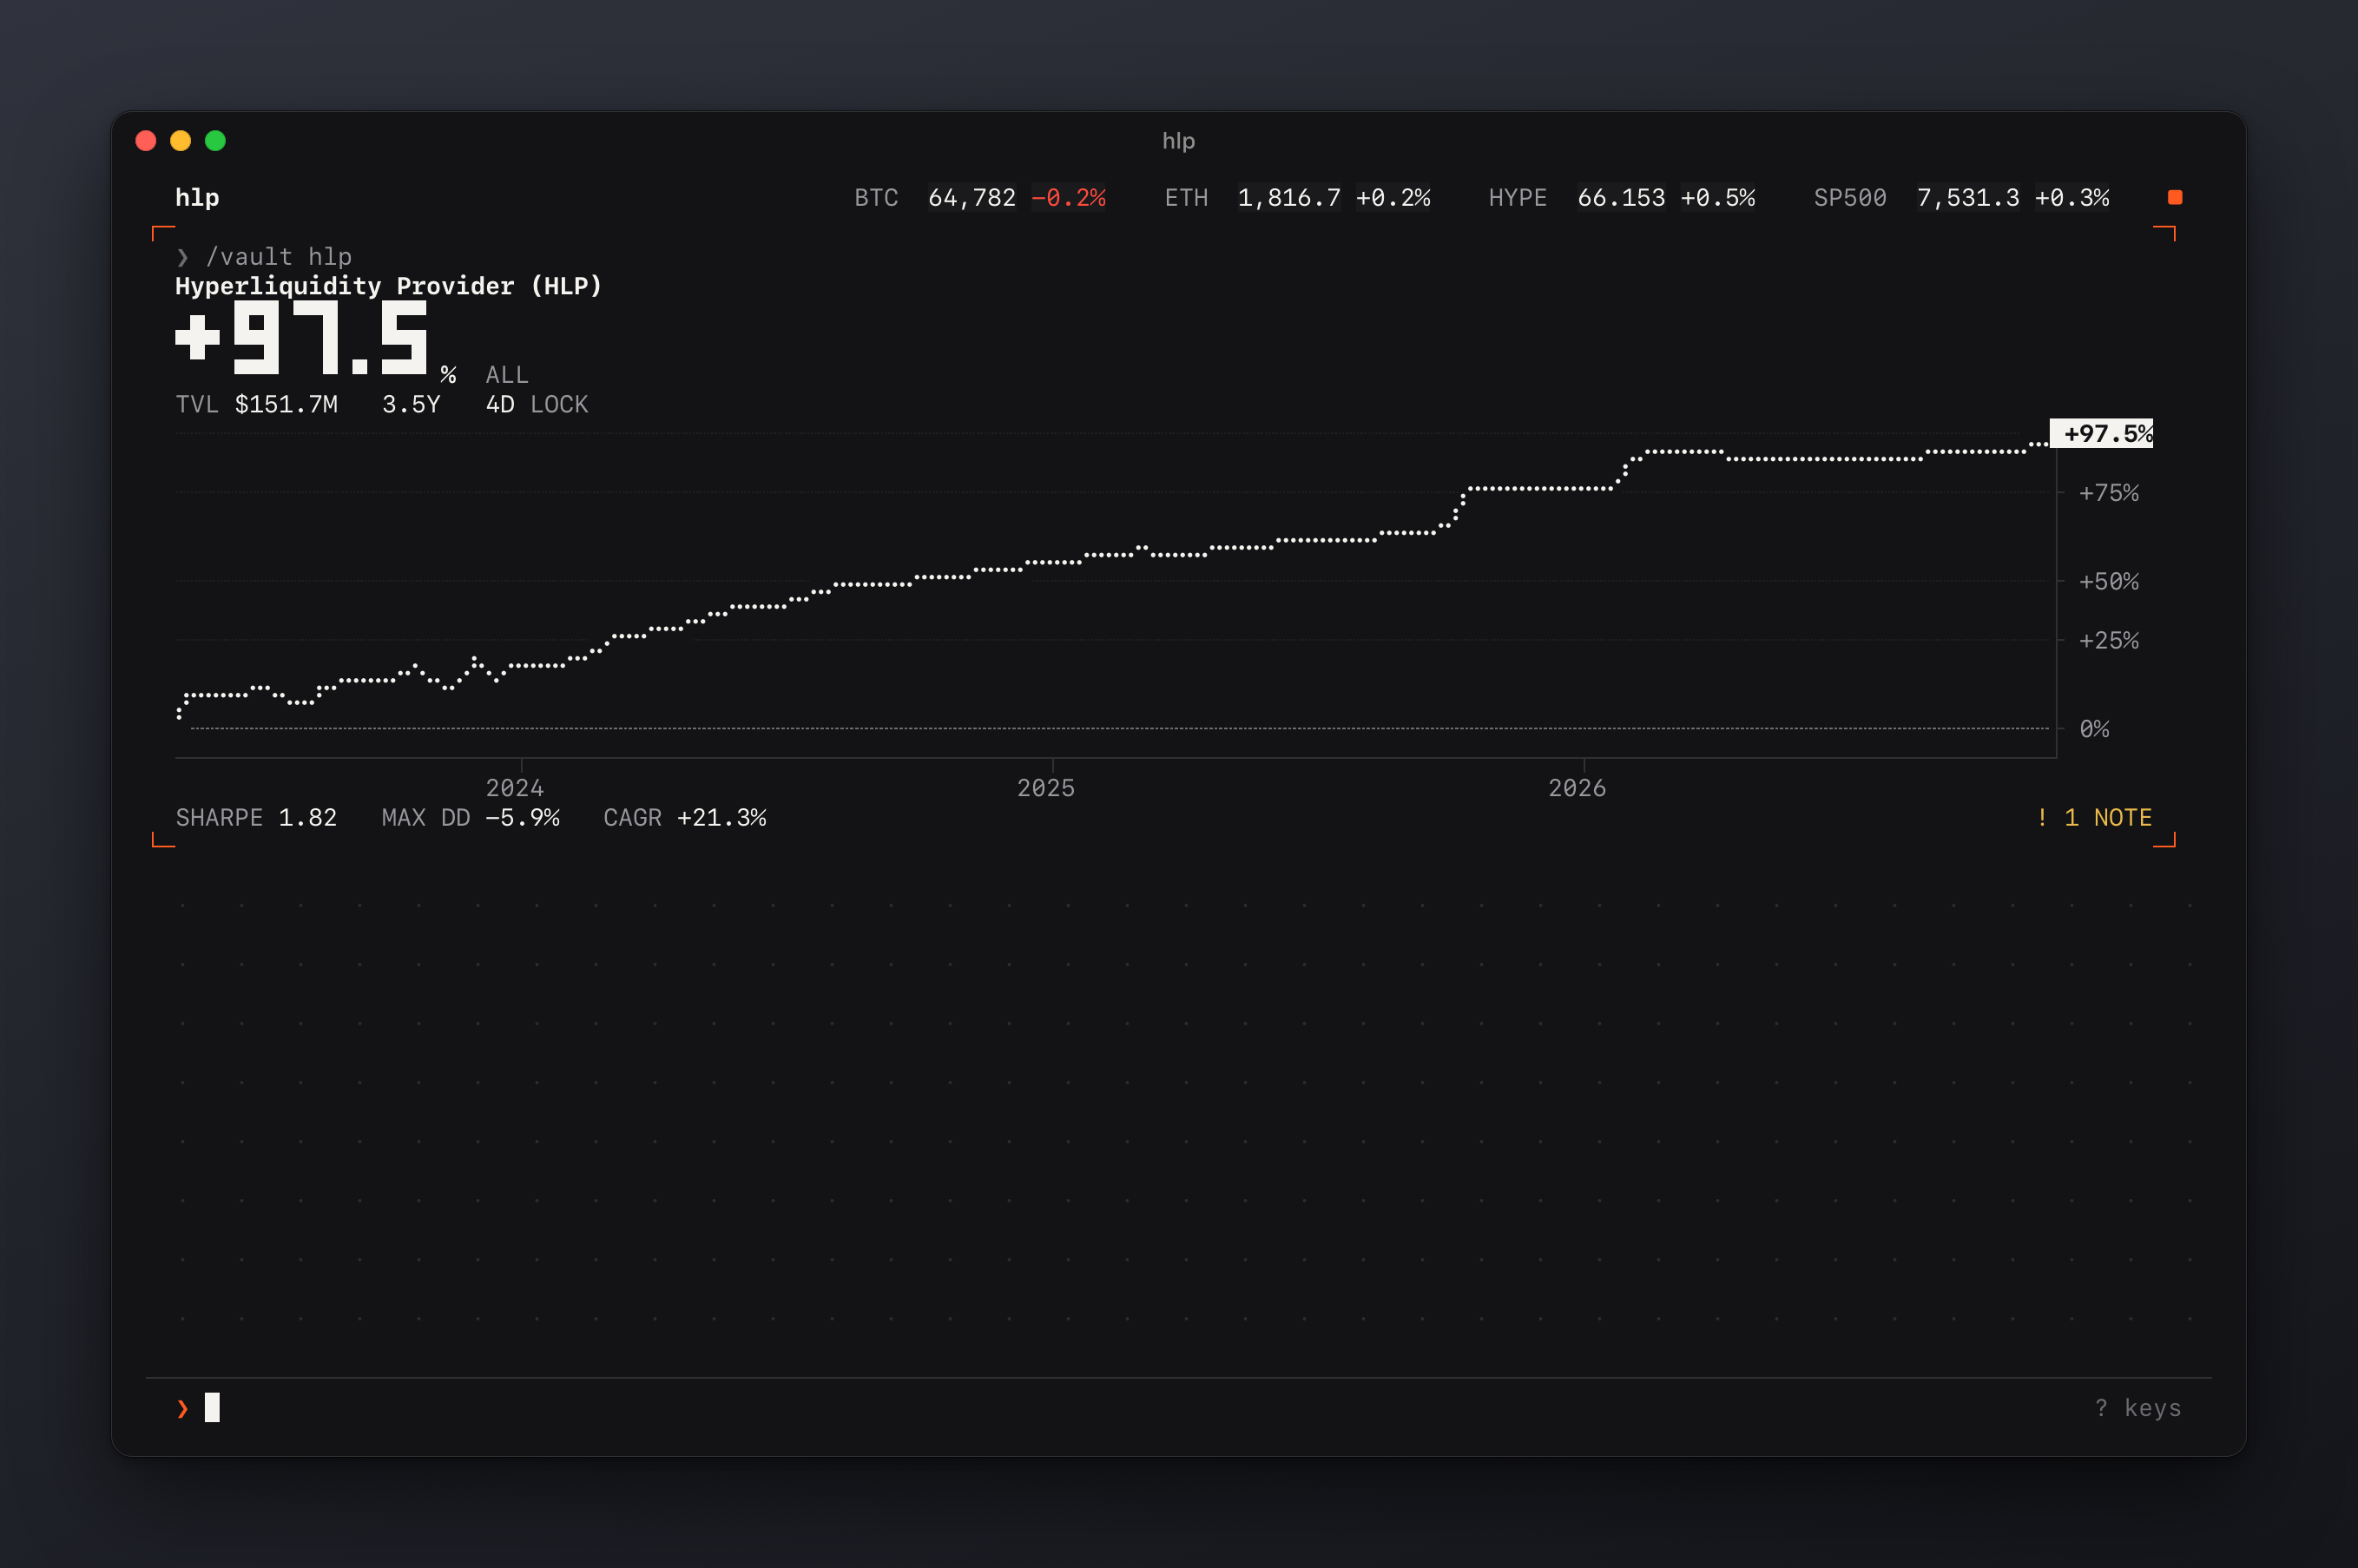 hlp
hlp BTC 64,782 −0.2% ETH 1,816.7 +0.2% HYPE 66.153 +0.5% SP500 7,531.3 +0.3%
❯ /vault hlp
Hyperliquidity Provider (HLP)
+97.5% ALL
TVL $151.7M 3.5Y 4D LOCK
+97.5%
+75%
+50%
+25%
0%
2024 2025 2026
SHARPE 1.82 MAX DD −5.9% CAGR +21.3% ! 1 NOTE
❯ ? keys